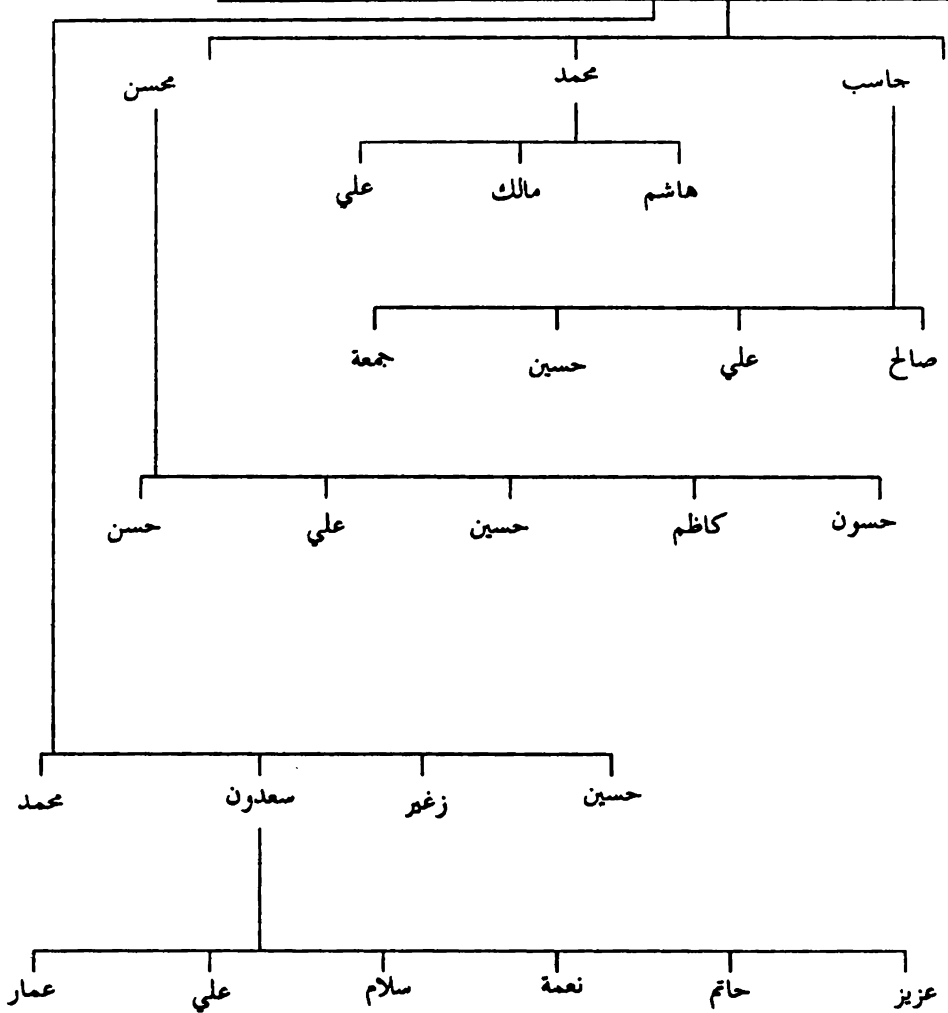 حاسب محمد محسن
هاشم مالك علي
صالح علي حسين جمعة
حسون كاظم حسين علي حسن
حسين زغير سعدون محمد
عزيز حاتم نعمة سلام علي عمار